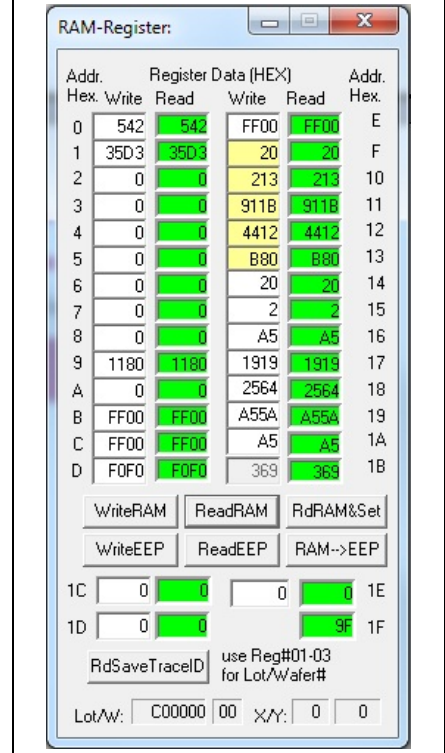 RAM-Register:
Addr. Register Data (HEX) Addr.
Hex. Write Read Write Read Hex.
0 542 542 FF00 FF00 E
1 35D3 35D3 20 20 F
2 0 0 213 213 10
3 0 0 911B 911B 11
4 0 0 4412 4412 12
5 0 0 B80 B80 13
6 0 0 20 20 14
7 0 0 2 2 15
8 0 0 A5 A5 16
9 1180 1180 1919 1919 17
A 0 0 2564 2564 18
B FF00 FF00 A55A A55A 19
C FF00 FF00 A5 A5 1A
D F0F0 F0F0 369 369 1B
WriteRAM ReadRAM RdRAM&Set
WriteEEP ReadEEP RAM-->EEP
1C 0 0 0 0 1E
1D 0 0 9F 1F
RdSaveTraceID use Reg#01-03
for Lot/Wafer#
Lot/W: C00000 00 X/Y: 0 0